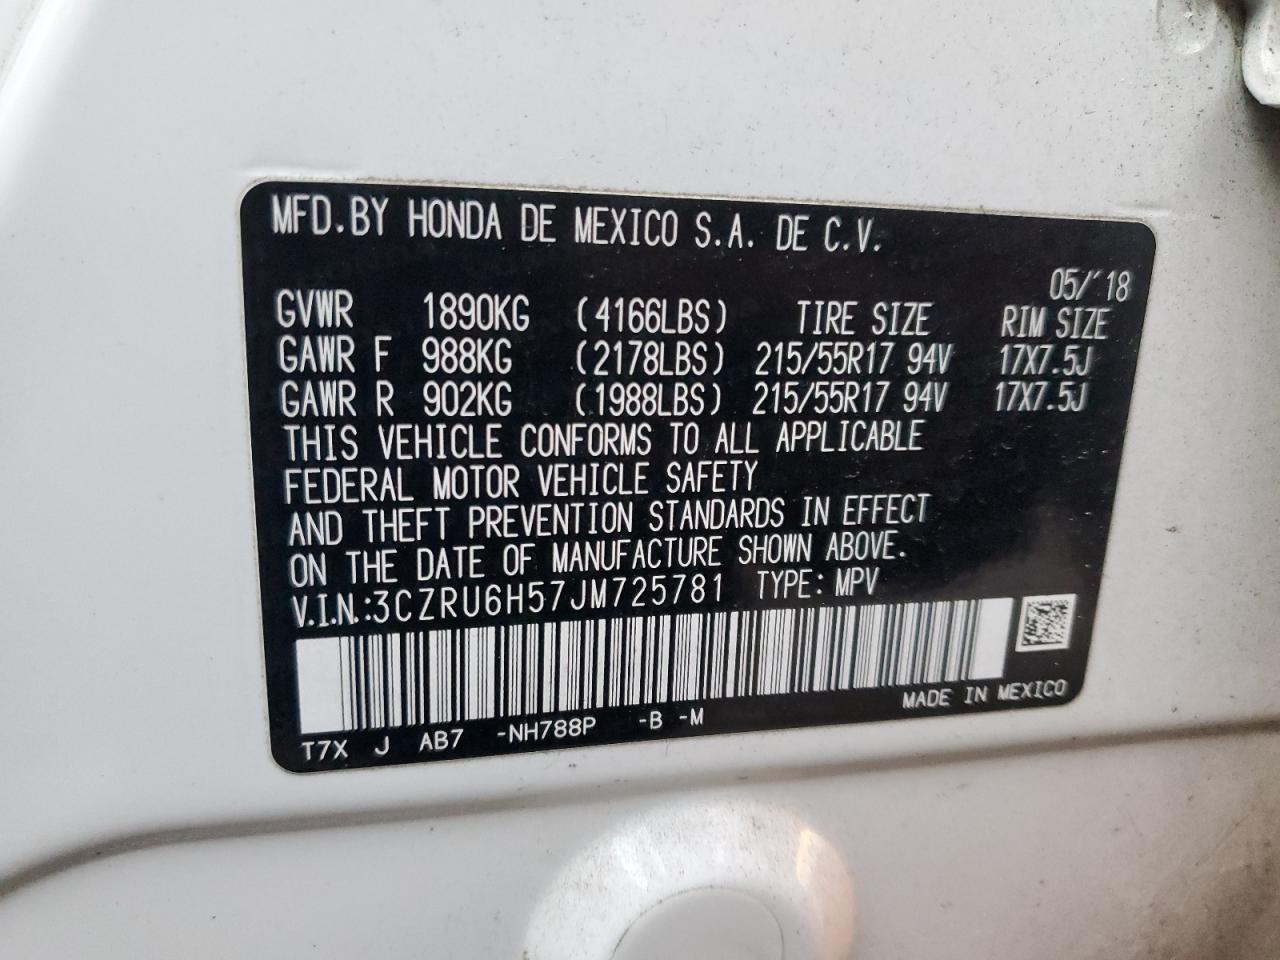 MFD.BY HONDA DE MEXICO S.A. DE C.V.
05/'18
GVWR 1890KG (4166LBS) TIRE SIZE RIM SIZE
GAWR F 988KG (2178LBS) 215/55R17 94V 17X7.5J
GAWR R 902KG (1988LBS) 215/55R17 94V 17X7.5J
THIS VEHICLE CONFORMS TO ALL APPLICABLE
FEDERAL MOTOR VEHICLE SAFETY
AND THEFT PREVENTION STANDARDS IN EFFECT
ON THE DATE OF MANUFACTURE SHOWN ABOVE.
V.I.N.:3CZRU6H57JM725781 TYPE: MPV
MADE IN MEXICO
T7X J AB7 -NH788P -B -M